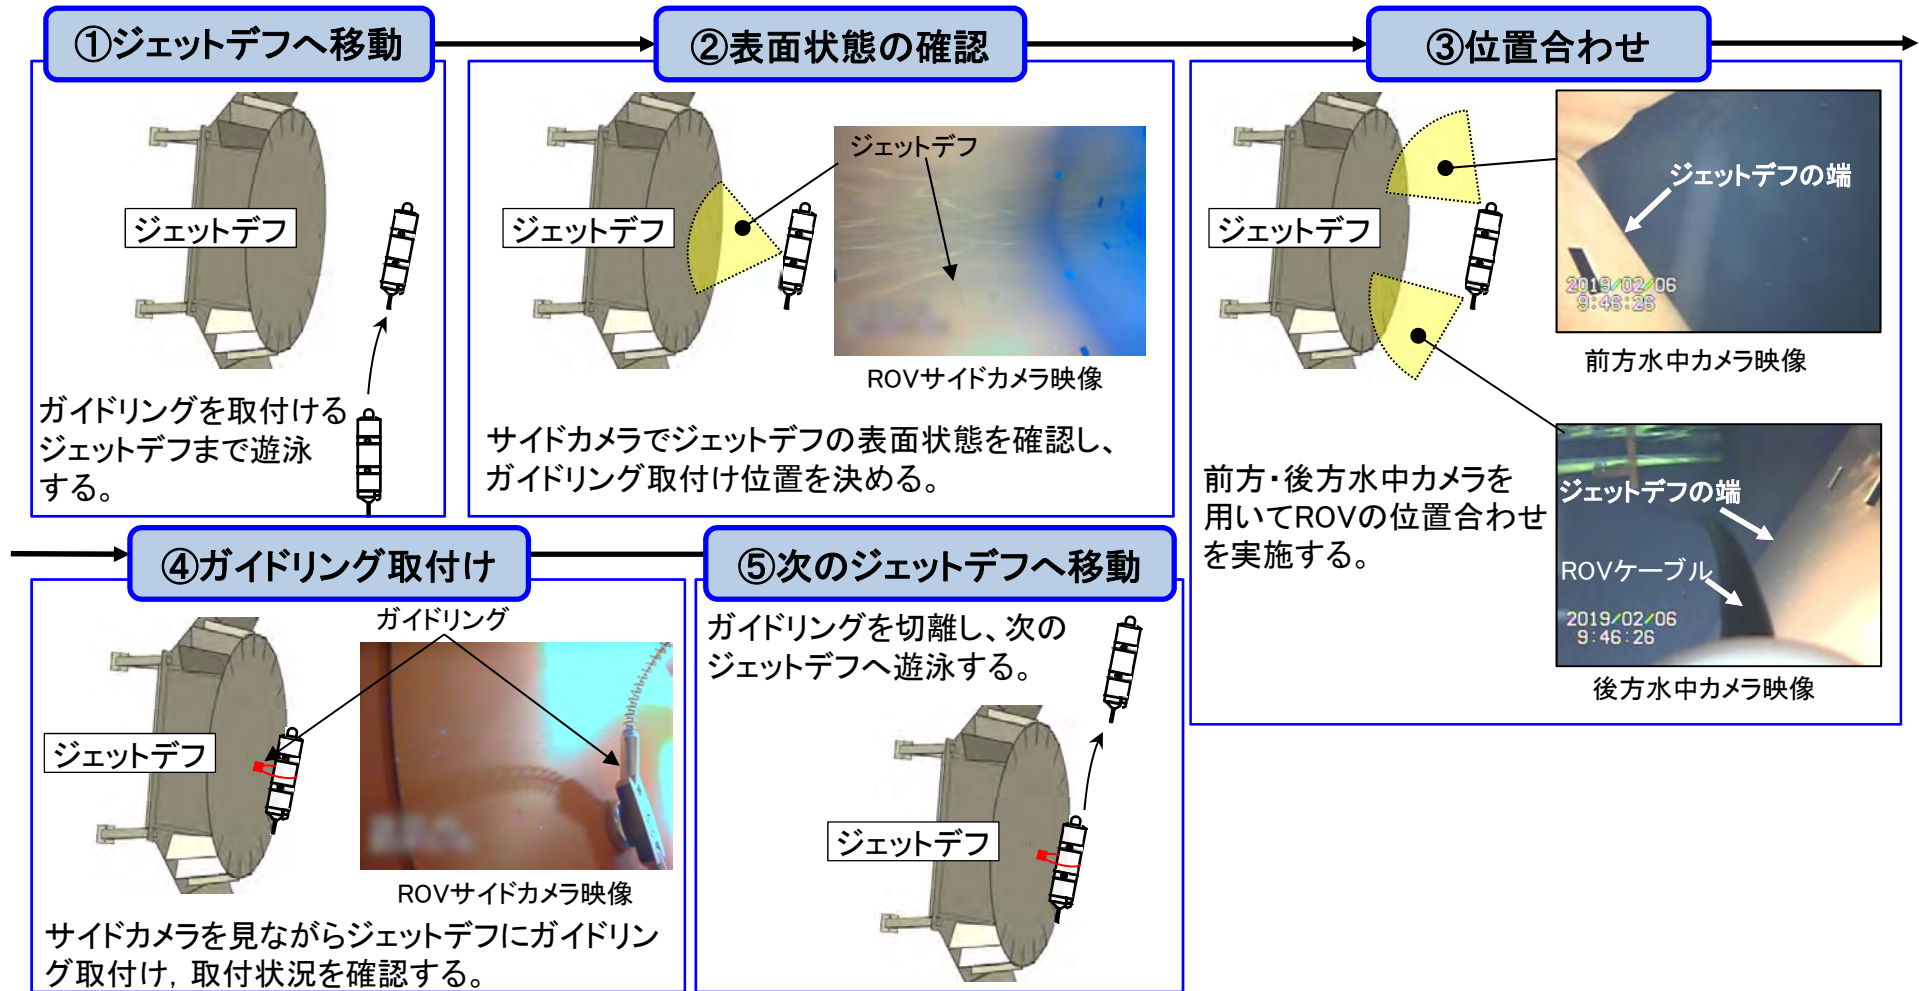 ①ジェットデフへ移動
ジェットデフ
ガイドリングを取付ける
ジェットデフまで遊泳
する。
②表面状態の確認
ジェットデフ
ジェットデフ
ROVサイドカメラ映像
サイドカメラでジェットデフの表面状態を確認し、
ガイドリング取付け位置を決める。
③位置合わせ
ジェットデフ
ジェットデフの端
2019/02/06
9:46:26
前方水中カメラ映像
前方・後方水中カメラを
用いてROVの位置合わせ
を実施する。
ジェットデフの端
ROVケーブル
2019/02/06
9:46:26
後方水中カメラ映像
④ガイドリング取付け
ガイドリング
ジェットデフ
ROVサイドカメラ映像
サイドカメラを見ながらジェットデフにガイドリン
グ取付け，取付状況を確認する。
⑤次のジェットデフへ移動
ガイドリングを切離し、次の
ジェットデフへ遊泳する。
ジェットデフ